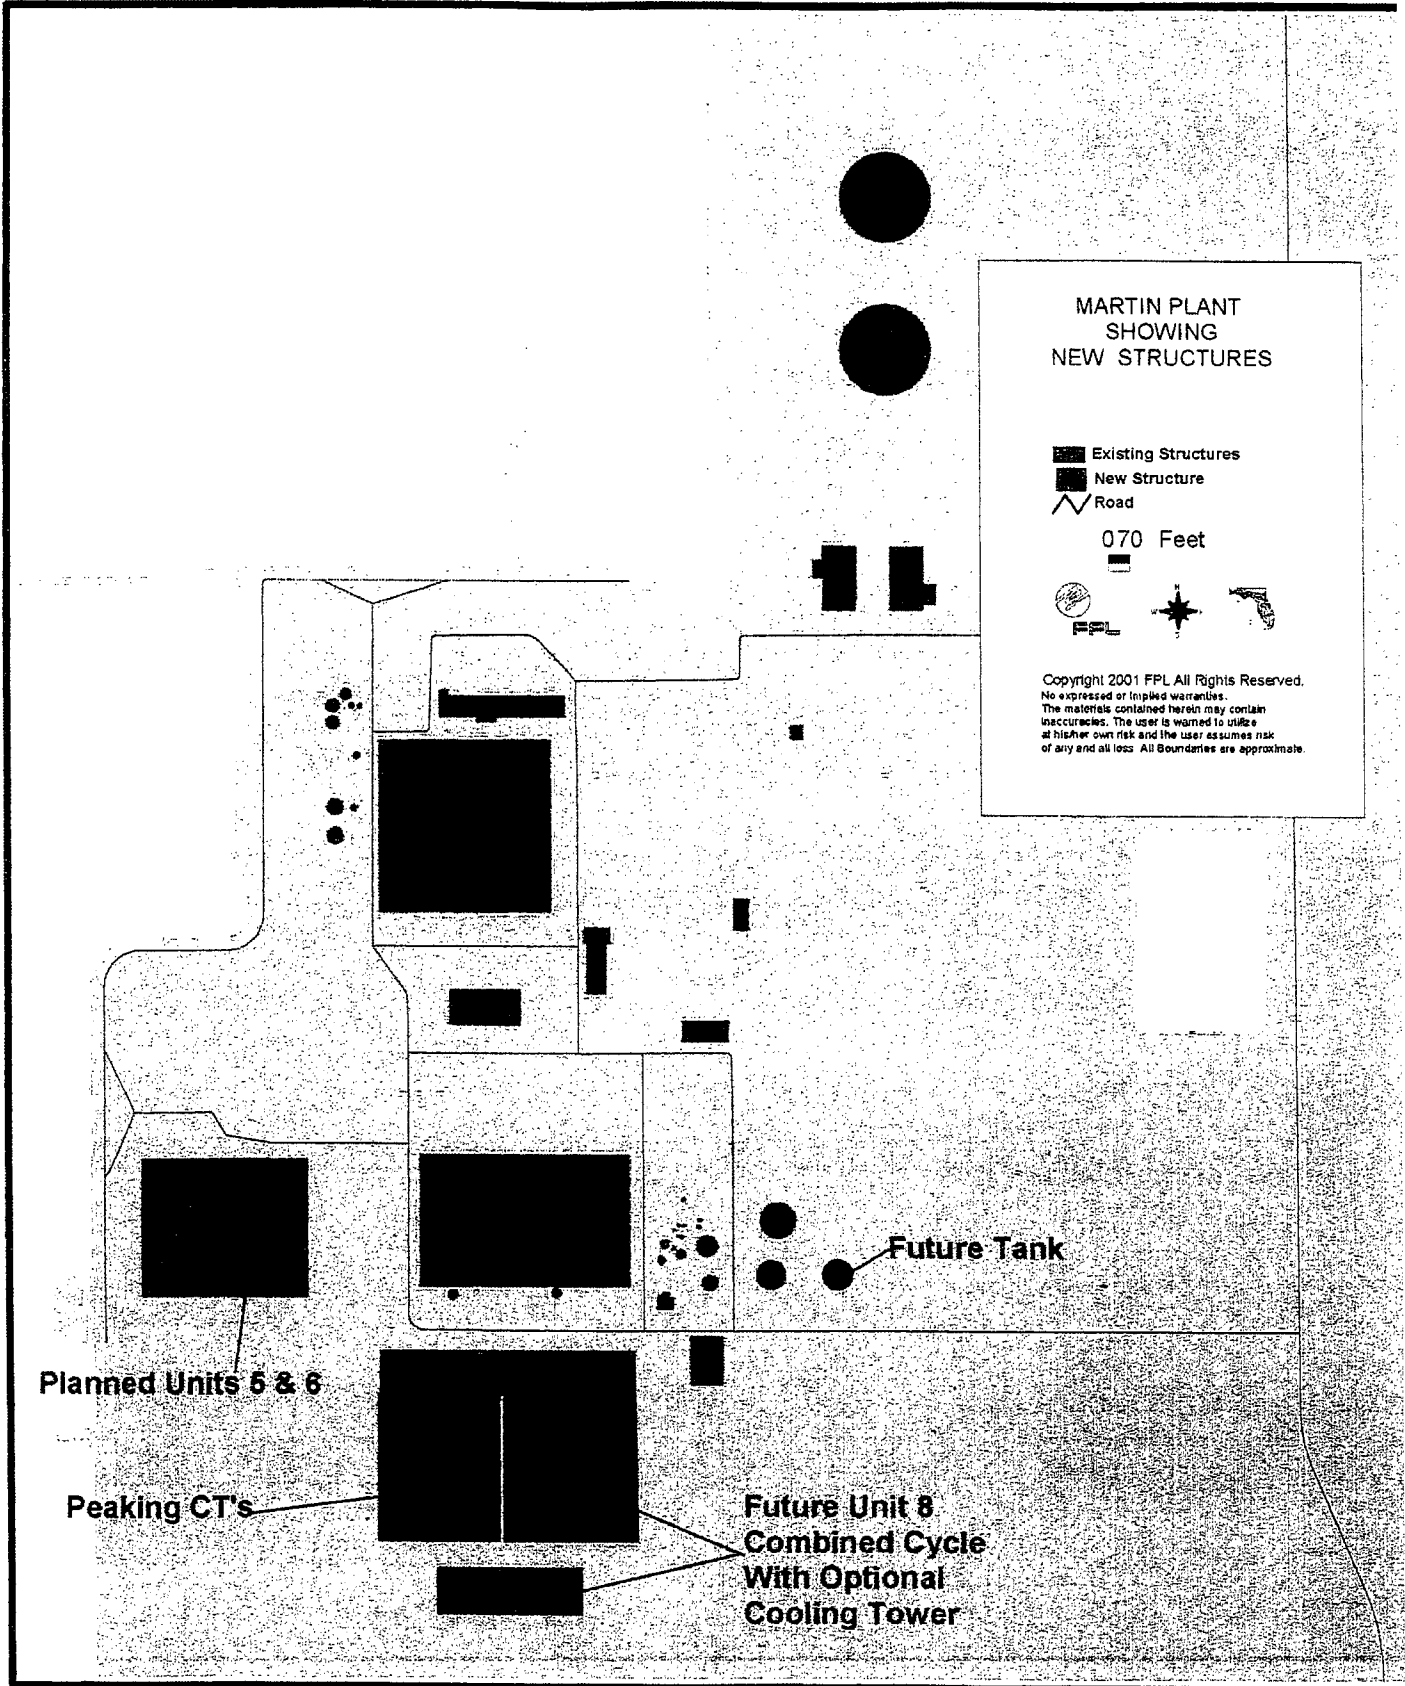 MARTIN PLANT
SHOWING
NEW STRUCTURES
Existing Structures
New Structure
Road
070 Feet
N
W
S
FPL
Copyright 2001 FPL All Rights Reserved.
No expressed or implied warranties.
The materials contained herein may contain
inaccuracies. The user is warned to utilize
at his/her own risk and the user assumes risk
of any and all loss. All Boundaries are approximate.
Future Tank
Planned Units 5 & 6
Peaking CT's
Future Unit 8
Combined Cycle
With Optional
Cooling Tower